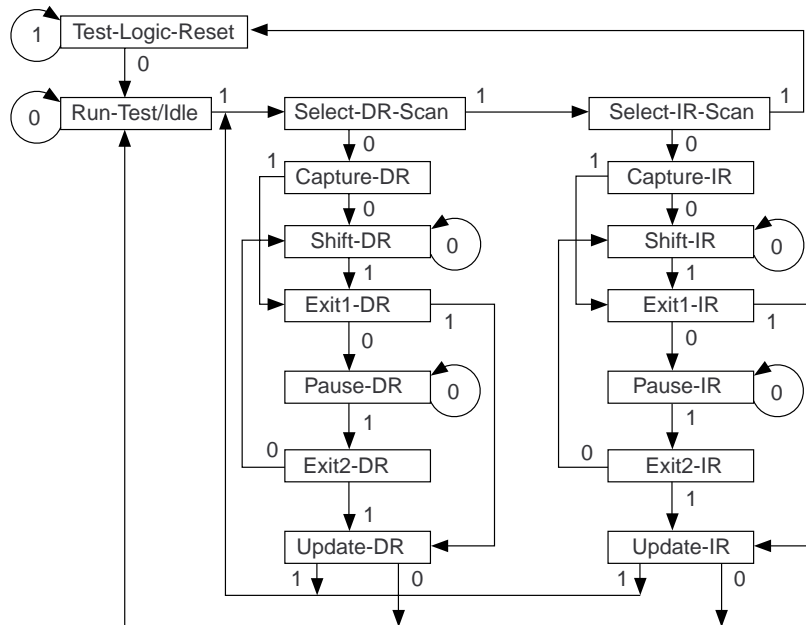 1 Test-Logic-Reset
0
0 Run-Test/Idle 1 Select-DR-Scan 1 Select-IR-Scan 1
0 0
1 Capture-DR 1 Capture-IR
0 0
Shift-DR 0 Shift-IR 0
1 1
Exit1-DR 1 Exit1-IR 1
0 0
Pause-DR 0 Pause-IR 0
1 1
0 Exit2-DR 0 Exit2-IR
1 1
Update-DR Update-IR
1 0 1 0